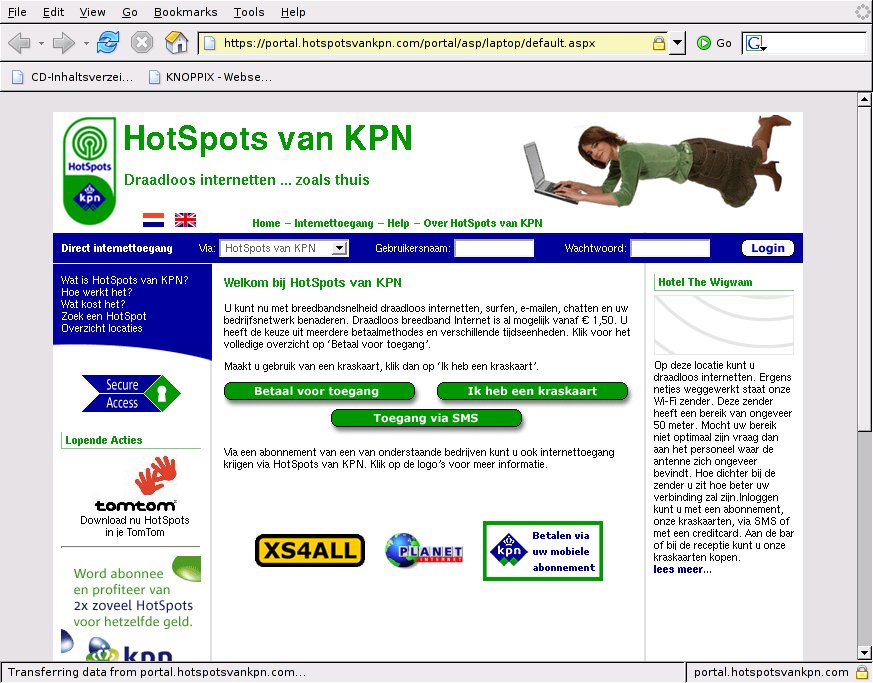 File Edit View Go Bookmarks Tools Help
https://portal.hotspotsvankpn.com/portal/asp/laptop/default.aspx
Go
G
CD-Inhaltsverzei...
KNOPPIX - Webse...
HotSpots
kpn
HotSpots van KPN
Draadloos internetten ... zoals thuis
Home – Internettoegang – Help – Over HotSpots van KPN
Direct internettoegang
Via: HotSpots van KPN
Gebruikersnaam:
Wachtwoord:
Login
Wat is HotSpots van KPN?
Hoe werkt het?
Wat kost het?
Zoek een HotSpot
Overzicht locaties
Secure
Access
Lopende Acties
tomtom
Download nu HotSpots
in je TomTom
Word abonnee
en profiteer van
2x zoveel HotSpots
voor hetzelfde geld.
kpn
Welkom bij HotSpots van KPN
U kunt nu met breedbandsnelheid draadloos internetten, surfen, e-mailen, chatten en uw
bedrijfsnetwerk benaderen. Draadloos breedband Internet is al mogelijk vanaf € 1,50. U
heeft de keuze uit meerdere betaalmethodes en verschillende tijdseenheden. Klik voor het
volledige overzicht op ‘Betaal voor toegang’.
Maakt u gebruik van een kraskaart, klik dan op ‘Ik heb een kraskaart’.
Betaal voor toegang
Ik heb een kraskaart
Toegang via SMS
Via een abonnement van een van onderstaande bedrijven kunt u ook internettoegang
krijgen via HotSpots van KPN. Klik op de logo’s voor meer informatie.
XS4ALL
PLANET
INTERNET
kpn
Betalen via
uw mobiele
abonnement
Hotel The Wigwam
Op deze locatie kunt u
draadloos internetten. Ergens
netjes weggewerkt staat onze
Wi-Fi zender. Deze zender
heeft een bereik van ongeveer
50 meter. Mocht uw bereik
niet optimaal zijn vraag dan
aan het personeel waar de
antenne zich ongeveer
bevindt. Hoe dichter bij de
zender u zit hoe beter uw
verbinding zal zijn.Inloggen
kunt u met een abonnement,
onze kraskaarten, via SMS of
met een creditcard. Aan de bar
of bij de receptie kunt u onze
kraskaarten kopen.
lees meer...
Transferring data from portal.hotspotsvankpn.com...
portal.hotspotsvankpn.com